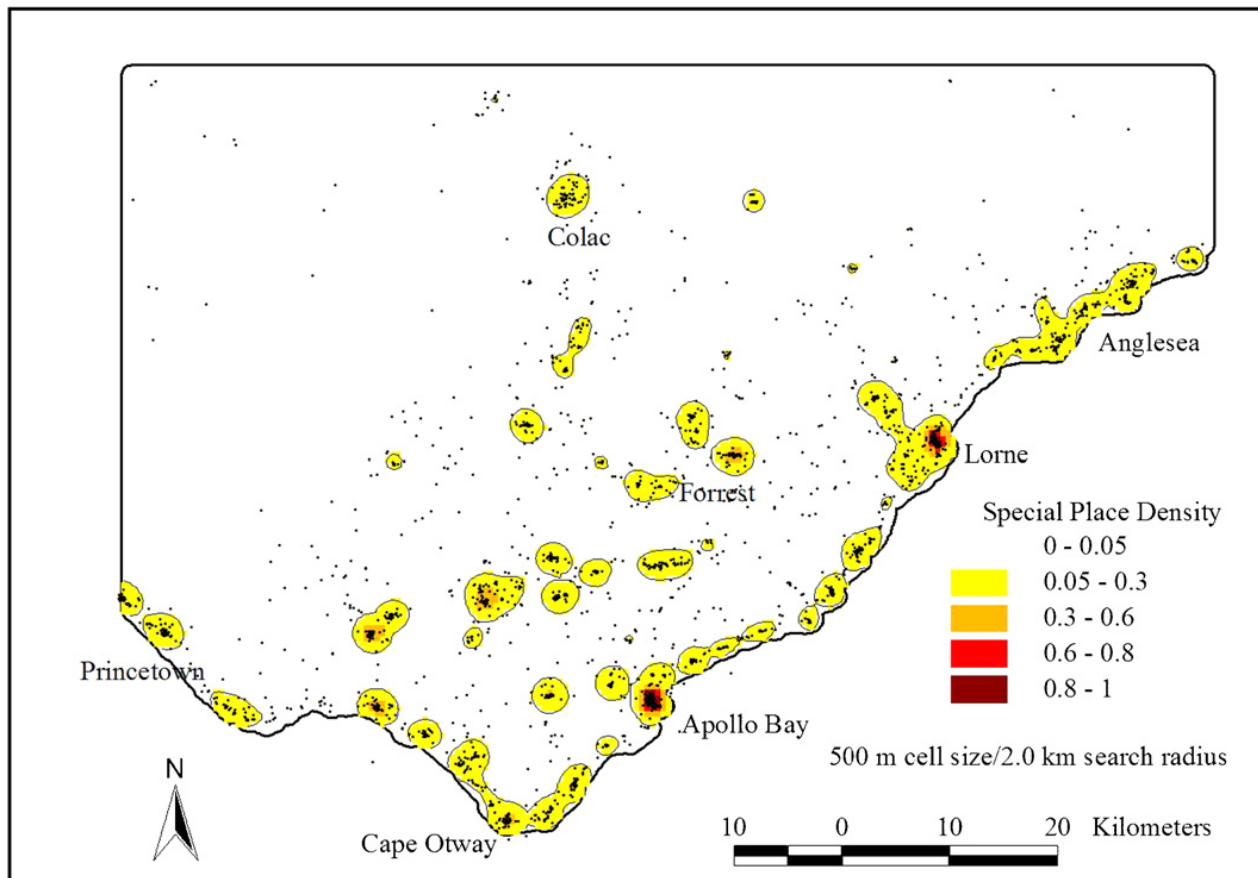 Colac
Anglesea
Lorne
Forrest
Special Place Density
0 - 0.05
0.05 - 0.3
0.3 - 0.6
0.6 - 0.8
0.8 - 1
Princetown
.Apollo Bay
500 m cell size/2.0 km search radius
N
Cape Otway
10 0 10 20 Kilometers